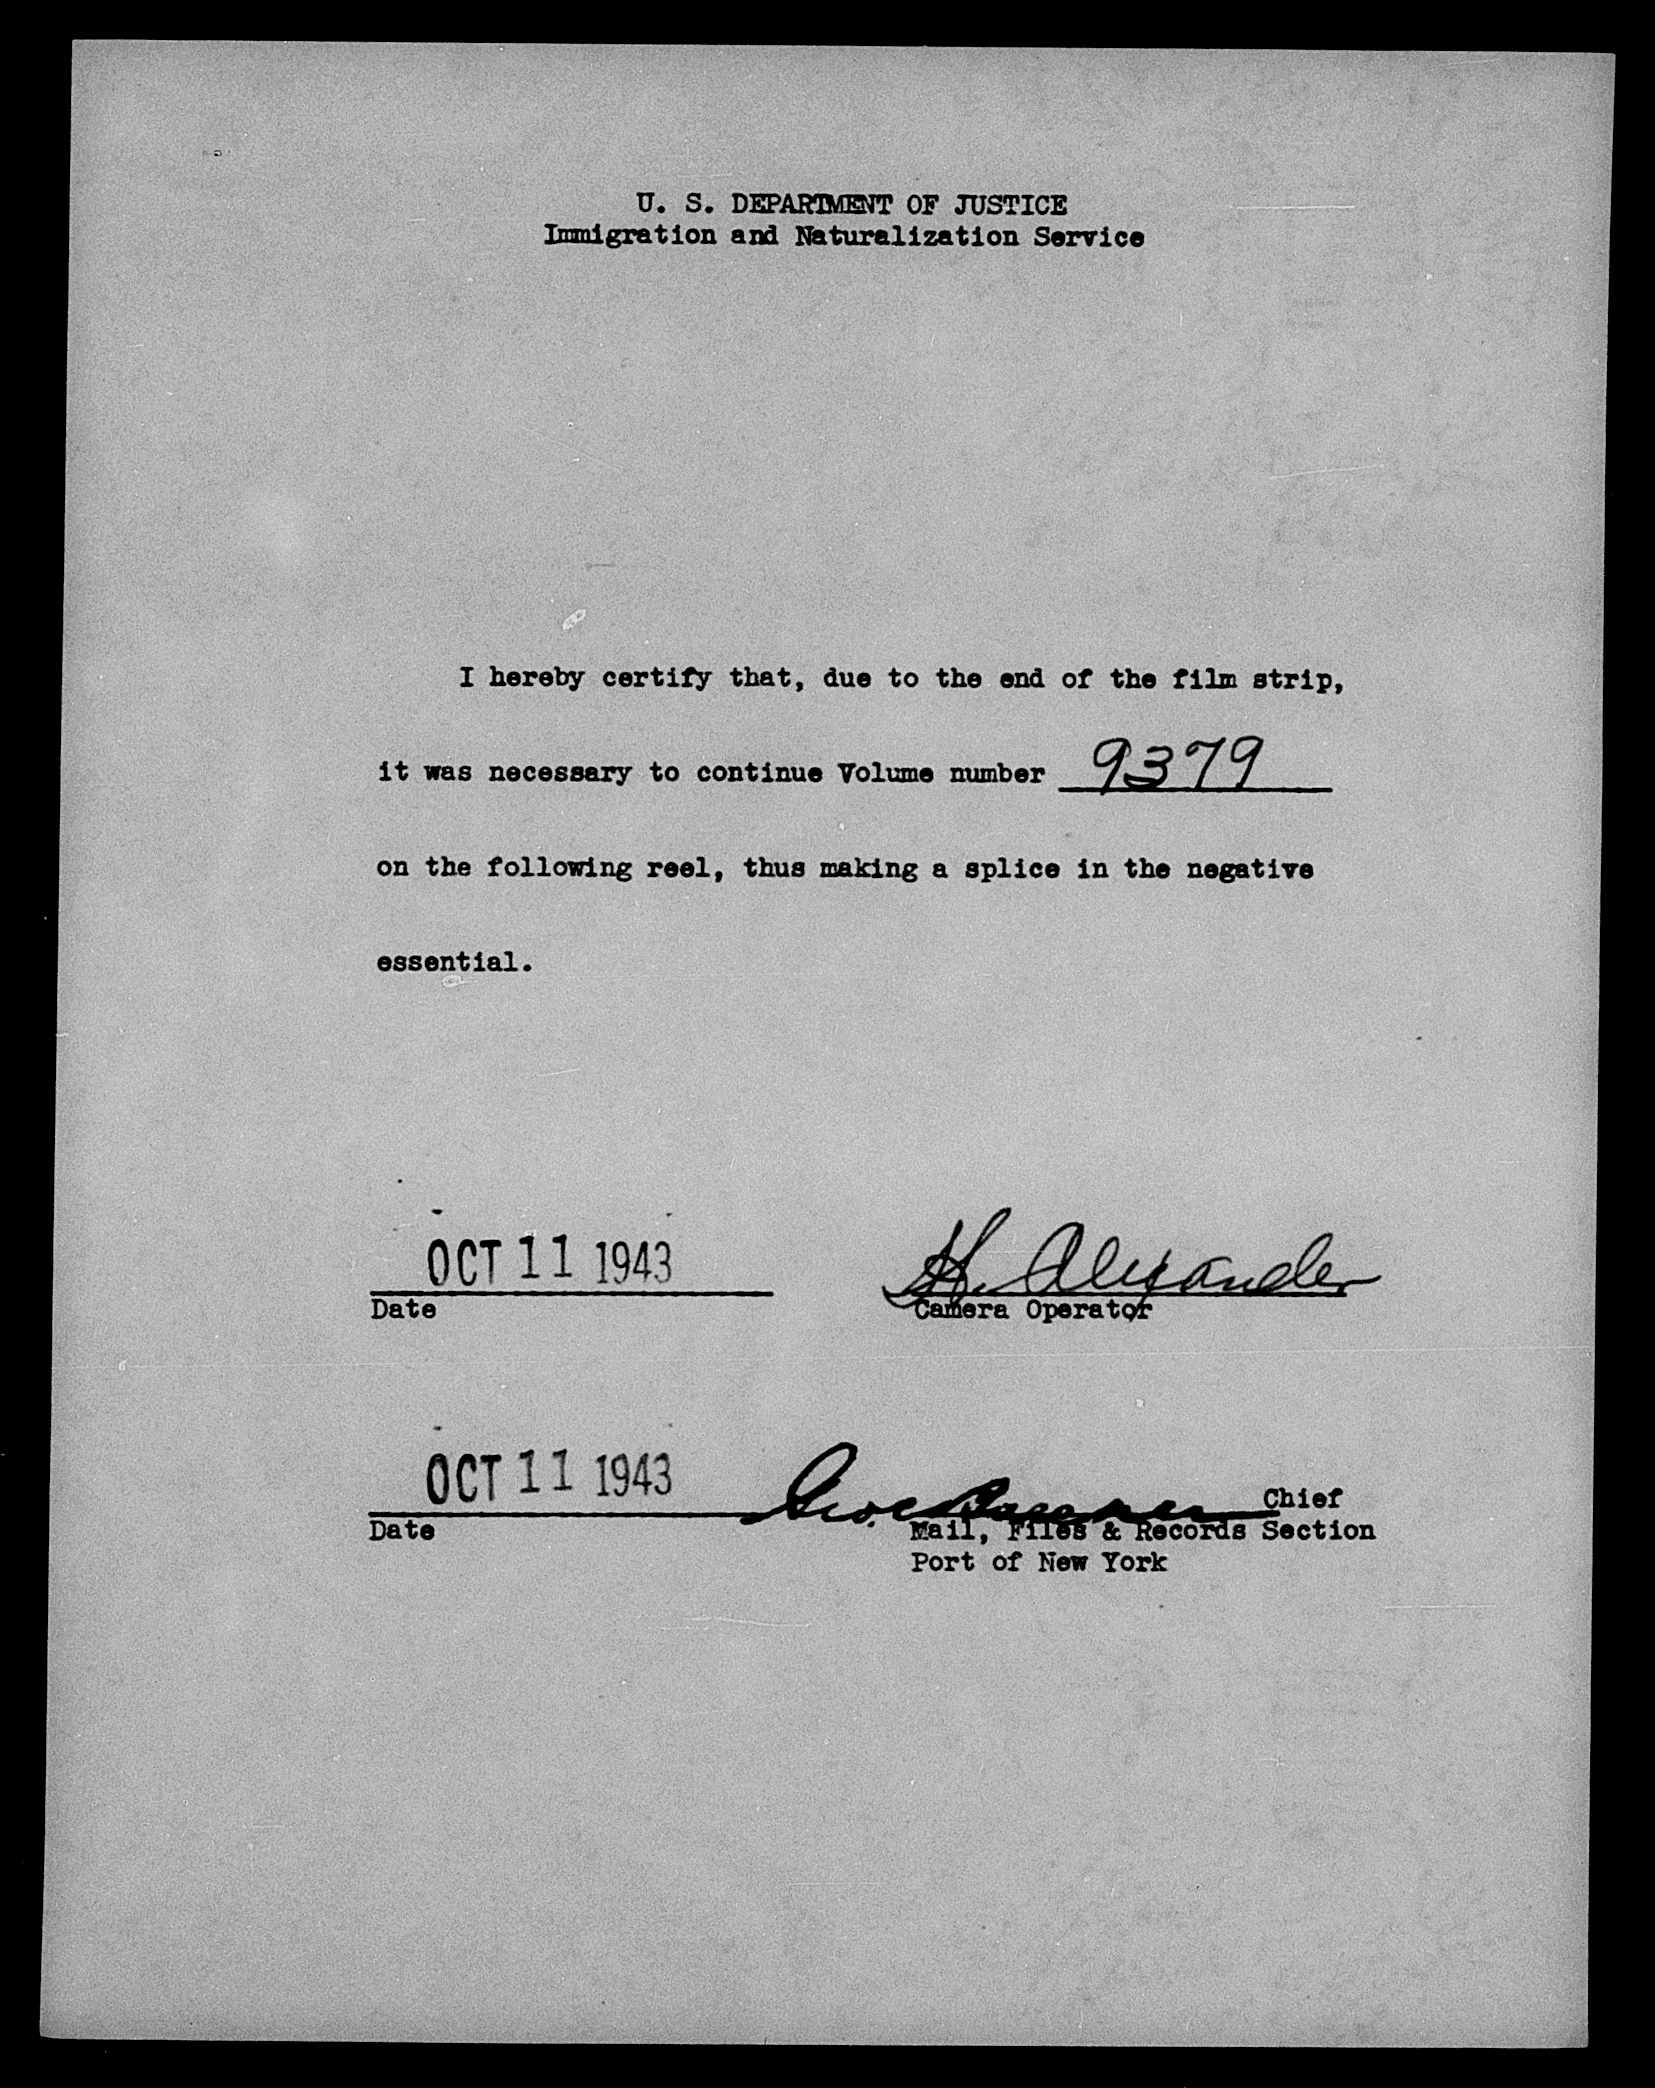 U. S. DEPARTMENT OF JUSTICE
Immigration and Naturalization Service
I hereby certify that, due to the end of the film strip,
it was necessary to continue Volume number 9379
on the following reel, thus making a splice in the negative
essential.
OCT 11 1943 H. Alexander
Date Camera Operator
OCT 11 1943 Geo. Chief
Date Mail, Files & Records Section
Port of New York